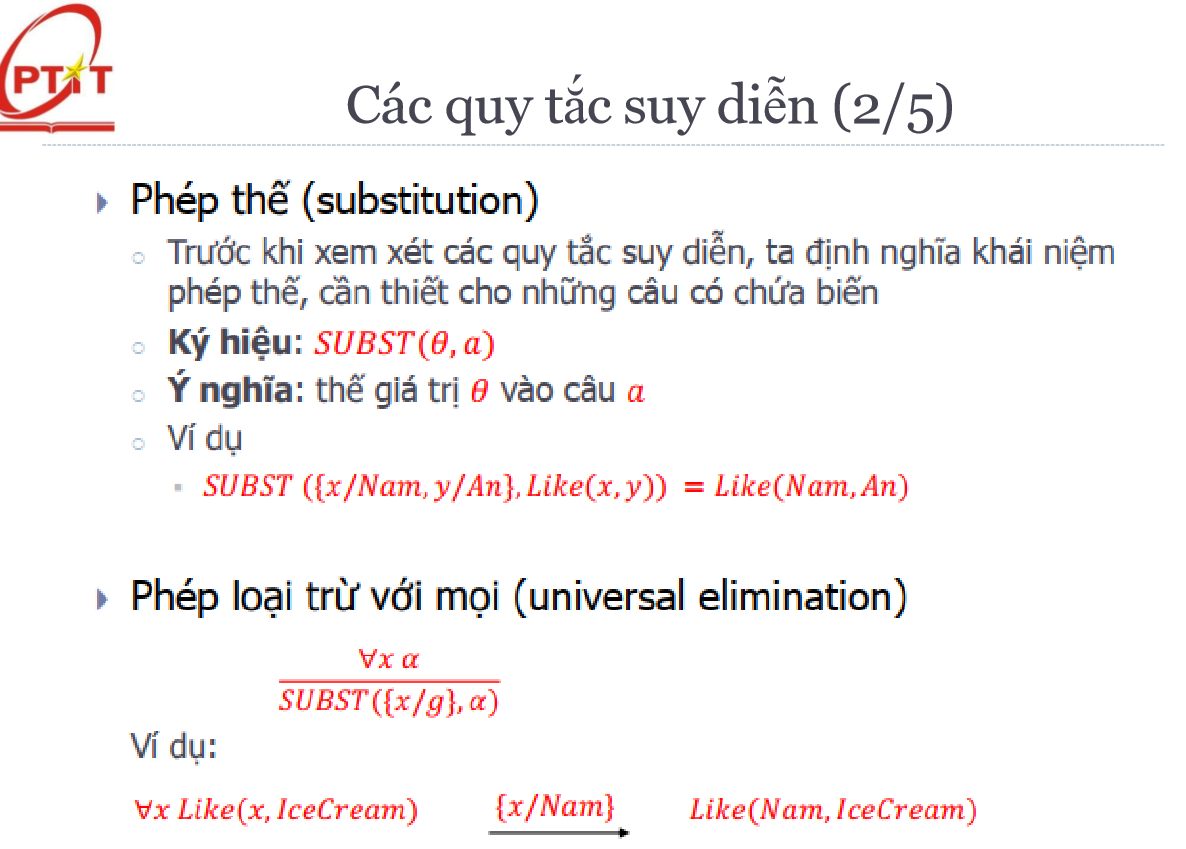 PTIT
Các quy tắc suy diễn (2/5)
Phép thế (substitution)
Trước khi xem xét các quy tắc suy diễn, ta định nghĩa khái niệm
phép thế, cần thiết cho những câu có chứa biến
Ký hiệu: SUBST(θ, a)
Ý nghĩa: thế giá trị θ vào câu a
Ví dụ
SUBST ({x/Nam, y/An}, Like(x, y)) = Like(Nam, An)
Phép loại trừ với mọi (universal elimination)
∀x α
SUBST({x/g}, α)
Ví dụ:
∀x Like(x, IceCream) {x/Nam} Like(Nam, IceCream)